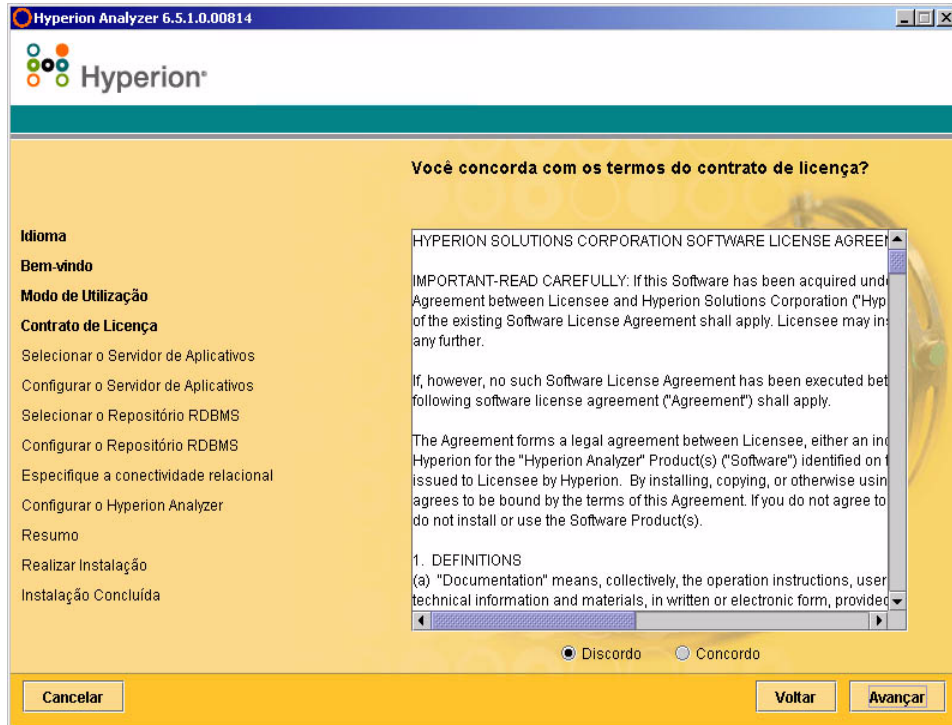 Hyperion Analyzer 6.5.1.0.00814
Hyperion®
Você concorda com os termos do contrato de licença?
Idioma
Bem-vindo
Modo de Utilização
Contrato de Licença
Selecionar o Servidor de Aplicativos
Configurar o Servidor de Aplicativos
Selecionar o Repositório RDBMS
Configurar o Repositório RDBMS
Especifique a conectividade relacional
Configurar o Hyperion Analyzer
Resumo
Realizar Instalação
Instalação Concluída
HYPERION SOLUTIONS CORPORATION SOFTWARE LICENSE AGREEM
IMPORTANT-READ CAREFULLY: If this Software has been acquired unde
Agreement between Licensee and Hyperion Solutions Corporation ("Hyp
of the existing Software License Agreement shall apply. Licensee may ins
any further.
If, however, no such Software License Agreement has been executed bet
following software license agreement ("Agreement") shall apply.
The Agreement forms a legal agreement between Licensee, either an ind
Hyperion for the "Hyperion Analyzer" Product(s) ("Software") identified on t
issued to Licensee by Hyperion. By installing, copying, or otherwise usin
agrees to be bound by the terms of this Agreement. If you do not agree to
do not install or use the Software Product(s).
1. DEFINITIONS
(a) "Documentation" means, collectively, the operation instructions, user
technical information and materials, in written or electronic form, provided
Discordo
Concordo
Cancelar
Voltar
Avançar